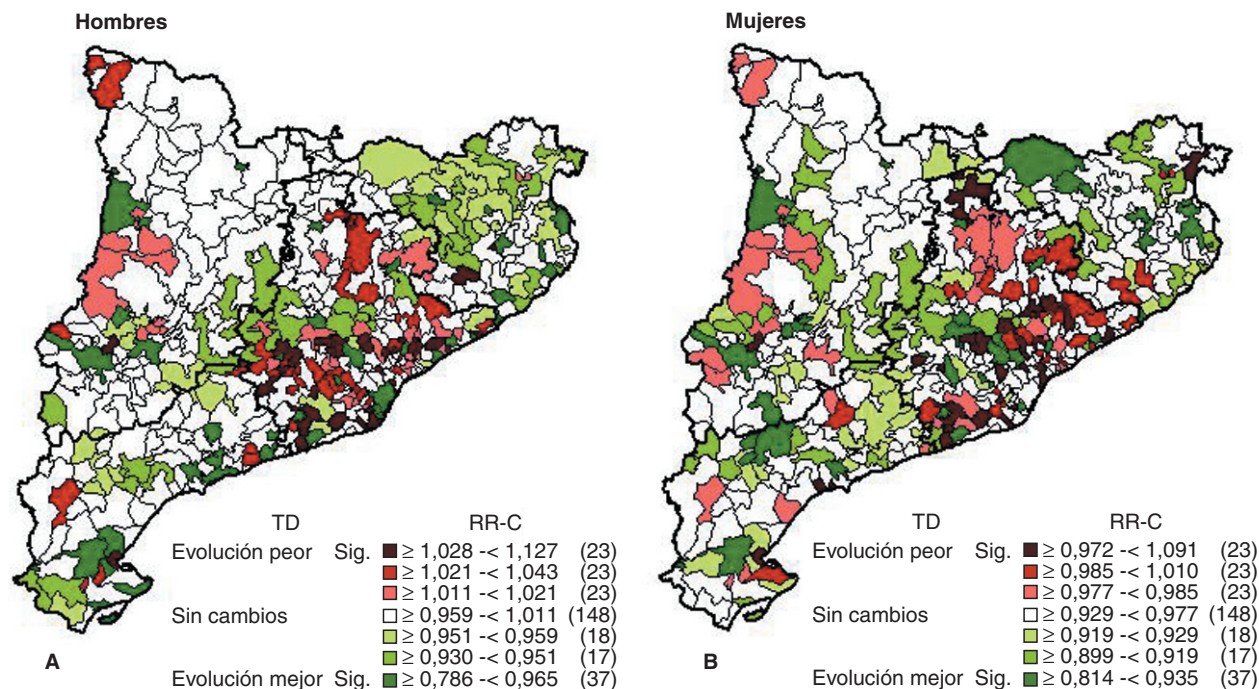 Hombres
Mujeres
TD RR-C
Evolución peor Sig. ≥ 1,028 -< 1,127 (23)
≥ 1,021 -< 1,043 (23)
≥ 1,011 -< 1,021 (23)
Sin cambios ≥ 0,959 -< 1,011 (148)
≥ 0,951 -< 0,959 (18)
≥ 0,930 -< 0,951 (17)
Evolución mejor Sig. ≥ 0,786 -< 0,965 (37)
A
TD RR-C
Evolución peor Sig. ≥ 0,972 -< 1,091 (23)
≥ 0,985 -< 1,010 (23)
≥ 0,977 -< 0,985 (23)
Sin cambios ≥ 0,929 -< 0,977 (148)
≥ 0,919 -< 0,929 (18)
≥ 0,899 -< 0,919 (17)
Evolución mejor Sig. ≥ 0,814 -< 0,935 (37)
B